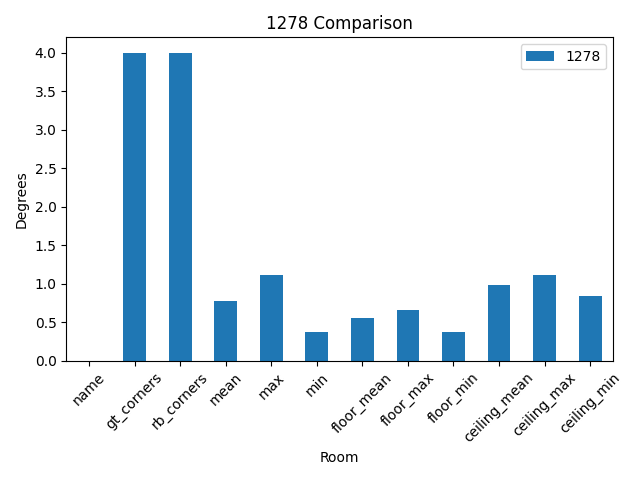 1278 Comparison
1278
Degrees
4.0
3.5
3.0
2.5
2.0
1.5
1.0
0.5
0.0
name
gt_corners
rb_corners
mean
max
min
floor_mean
floor_max
floor_min
ceiling_mean
ceiling_max
ceiling_min
Room